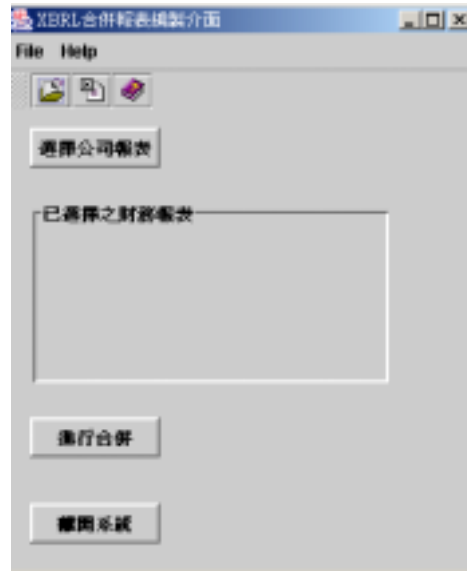 XBRL合併報表編製介面
File Help
選擇公司報表
已選擇之財務報表
進行合併
離開系統